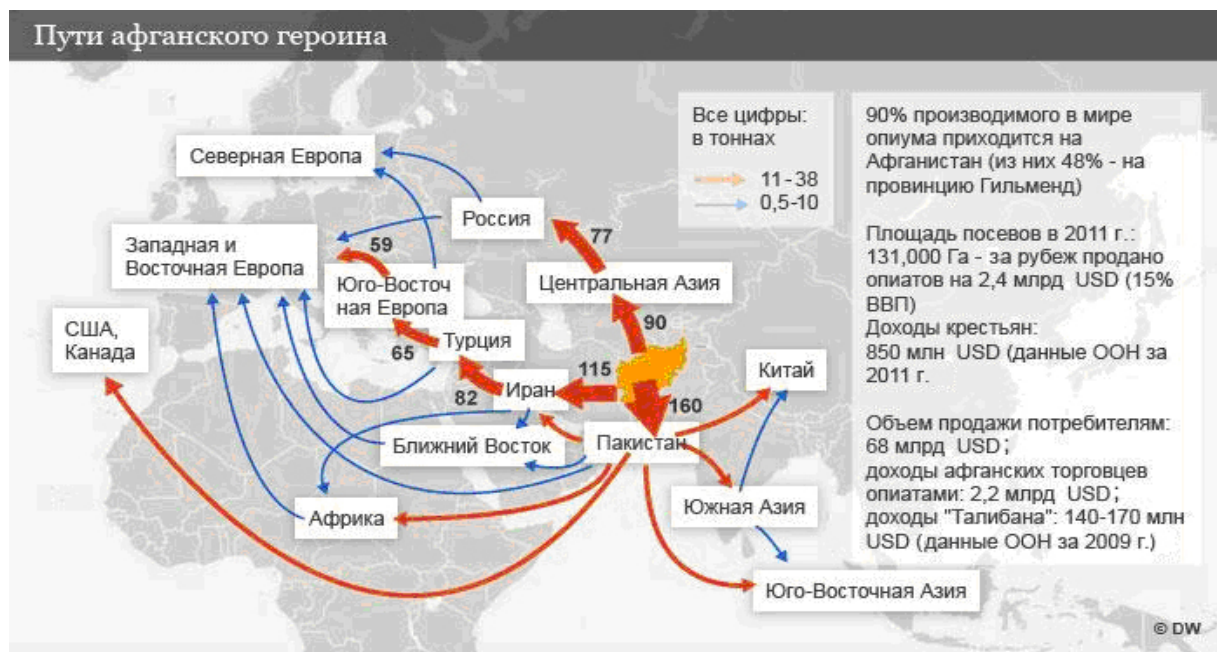 Пути афганского героина
Все цифры:
в тоннах
11-38
0,5-10
90% производимого в мире
опиума приходится на
Афганистан (из них 48% - на
провинцию Гильменд)
Площадь посевов в 2011 г.:
131,000 Га - за рубеж продано
опиатов на 2,4 млрд USD (15%
ВВП)
Доходы крестьян:
850 млн USD (данные ООН за
2011 г.
Объем продажи потребителям:
68 млрд USD;
доходы афганских торговцев
опиатами: 2,2 млрд USD;
доходы "Талибана": 140-170 млн
USD (данные ООН за 2009 г.)
Северная Европа
Россия
77
59
Западная и
Восточная Европа
Юго-Восточ
ная Европа
Центральная Азия
90
США,
Канада
Турция
65
115
Иран
82
Китай
160
Ближний Восток
Пакистан
Африка
Южная Азия
Юго-Восточная Азия
© DW